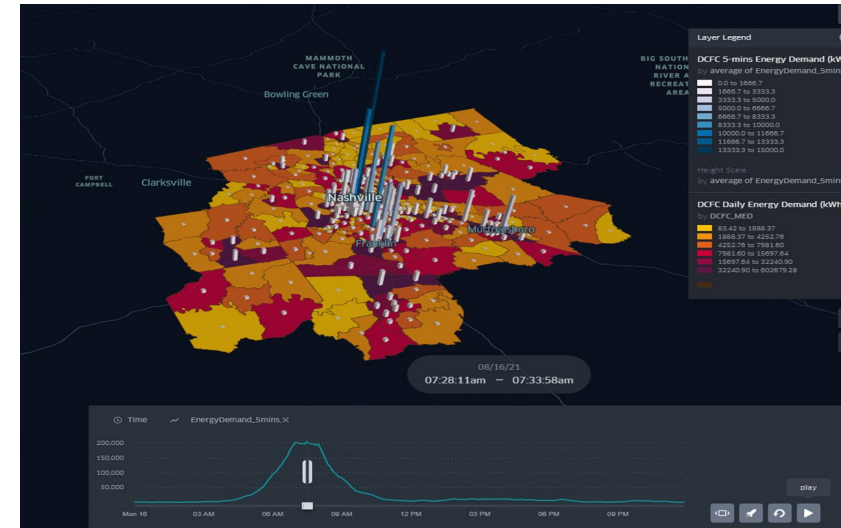 MAMMOTH
CAVE NATIONAL
PARK
BIG SOUTH
NATION
RIVER A
RECREAT
AREA
Bowling Green
FORT
CAMPBELL
Clarksville
Nashville
Murfreesboro
Franklin
Layer Legend
DCFC 5-mins Energy Demand (kW
by average of EnergyDemand_5min
0.0 to 1666.7
1666.7 to 3333.3
3333.3 to 5000.0
5000.0 to 6666.7
6666.7 to 8333.3
8333.3 to 10000.0
10000.0 to 11666.7
11666.7 to 13333.3
13333.3 to 15000.0
Height Scale
by average of EnergyDemand_5min
DCFC Daily Energy Demand (kWh
by DCFC_MED
83.42 to 1888.37
1888.37 to 4252.76
4252.76 to 7981.60
7981.60 to 15697.64
15697.64 to 32240.90
32240.90 to 602679.28
08/16/21
07:28:11am – 07:33:58am
Time
EnergyDemand_5mins
200,000
150,000
100,000
50,000
Mon 16
03 AM
06 AM
09 AM
12 PM
03 PM
06 PM
09 PM
play